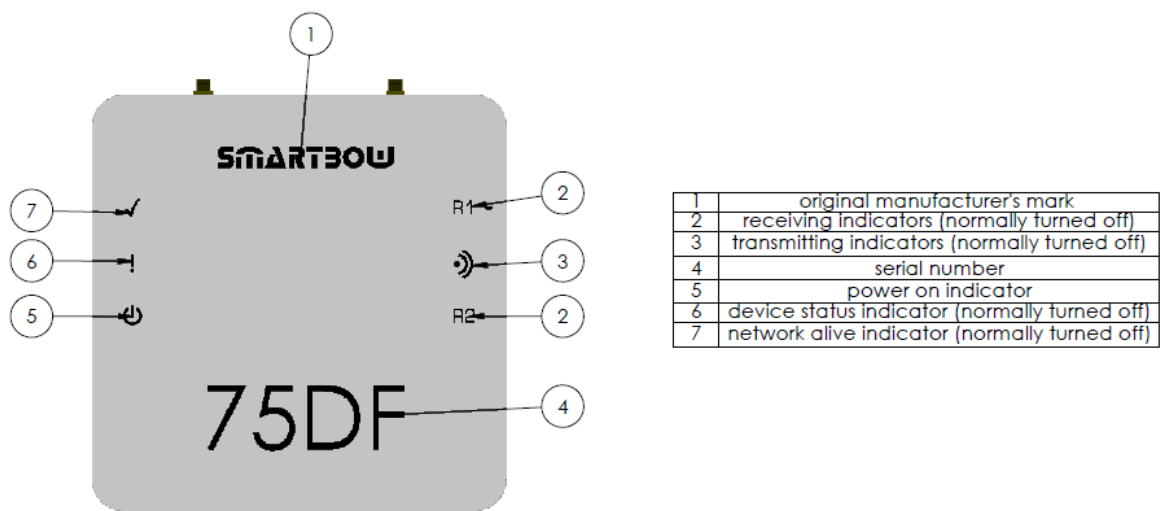 1
SMARTBOW
7
R1
2
6
3
5
R2
2
75DF
4
1 original manufacturer's mark
2 receiving indicators (normally turned off)
3 transmitting indicators (normally turned off)
4 serial number
5 power on indicator
6 device status indicator (normally turned off)
7 network alive indicator (normally turned off)